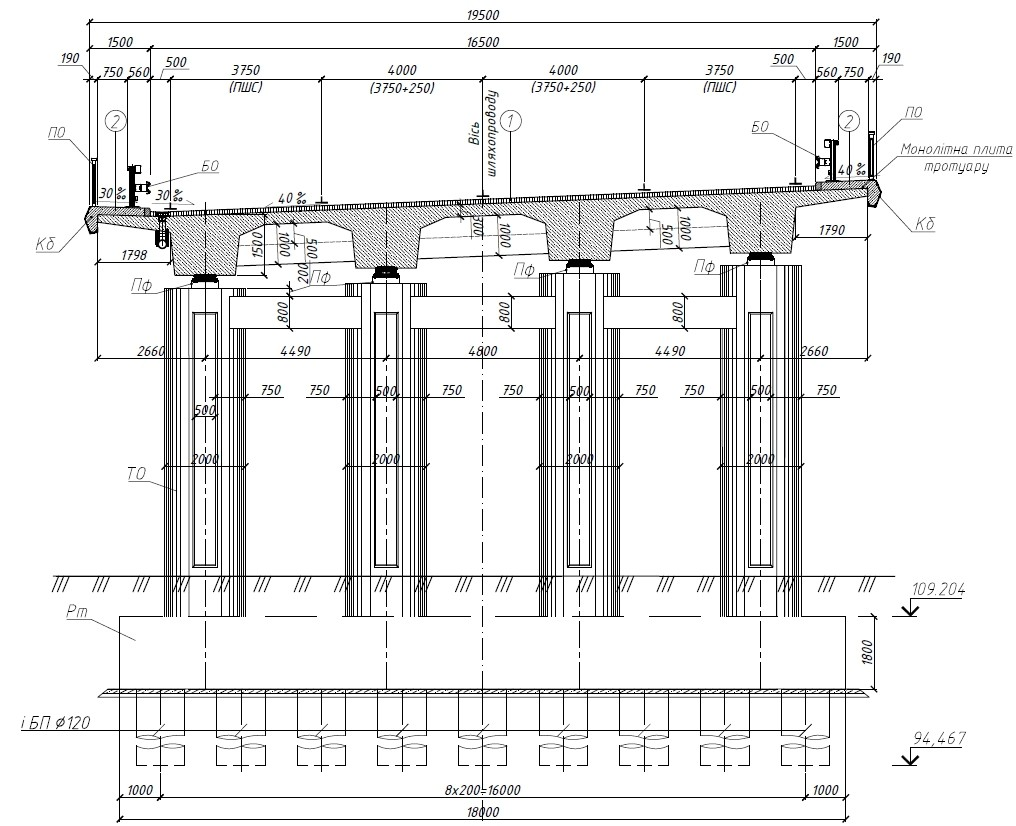 19500
1500 16500 1500
190 750 560 500 3750 4000 4000 3750 500 560 750 190
(ПШС) (3750+250) (3750+250) (ПШС)
Вісь
шляхопроводу
2 1 2
ПО БО БО ПО
Монолітна плита
тротуару
30 ‰ 30 ‰ 40 ‰ 40 ‰
Кб Кб
1798 1500 1000 500 200 300 1000 500 1000 1790
Пф Пф Пф Пф
800 800 800
2660 4490 4800 4490 2660
500 750 750 500 750 750 500 750 750 500 750
2000 2000 2000 2000
ТО
109.204
Рт
1800
і БП Ø120
94,467
1000 8х200=16000 1000
18000